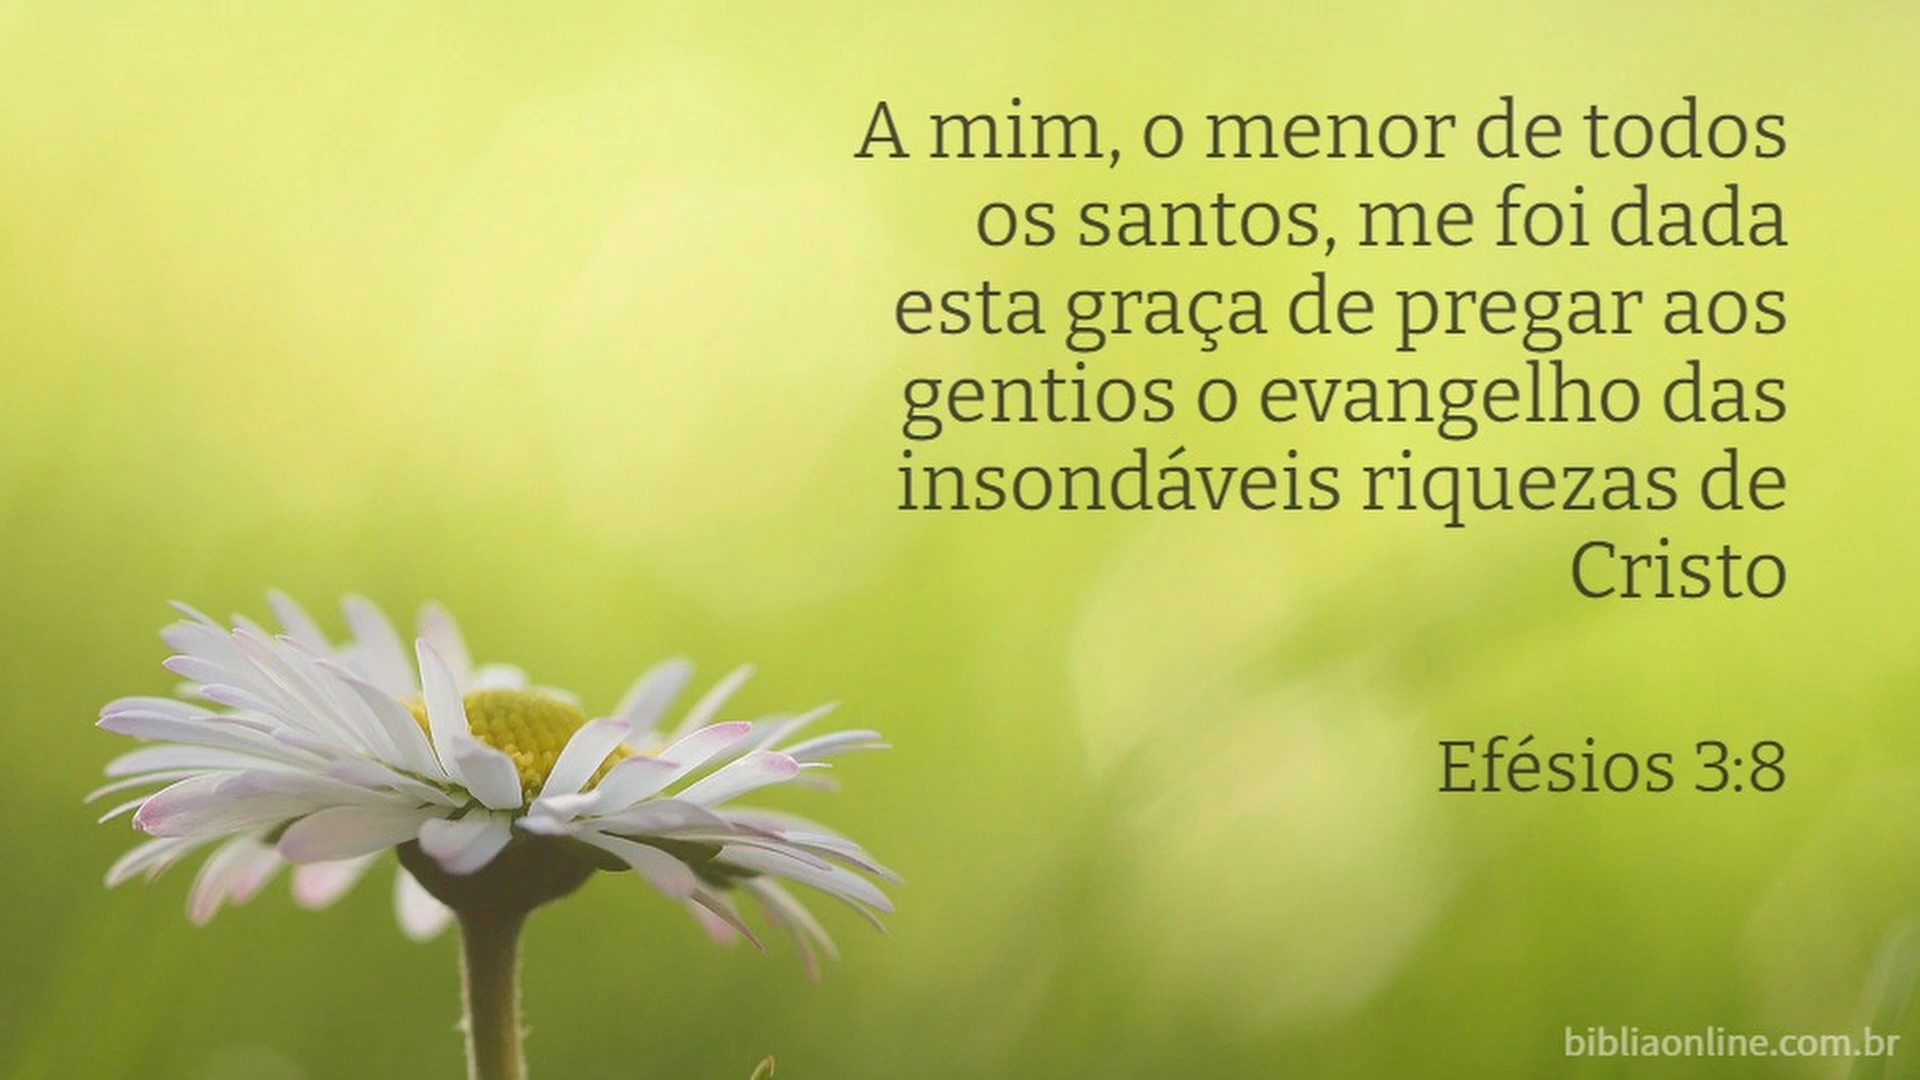 A mim, o menor de todos
os santos, me foi dada
esta graça de pregar aos
gentios o evangelho das
insondáveis riquezas de
Cristo
Efésios 3:8
bibliaonline.com.br